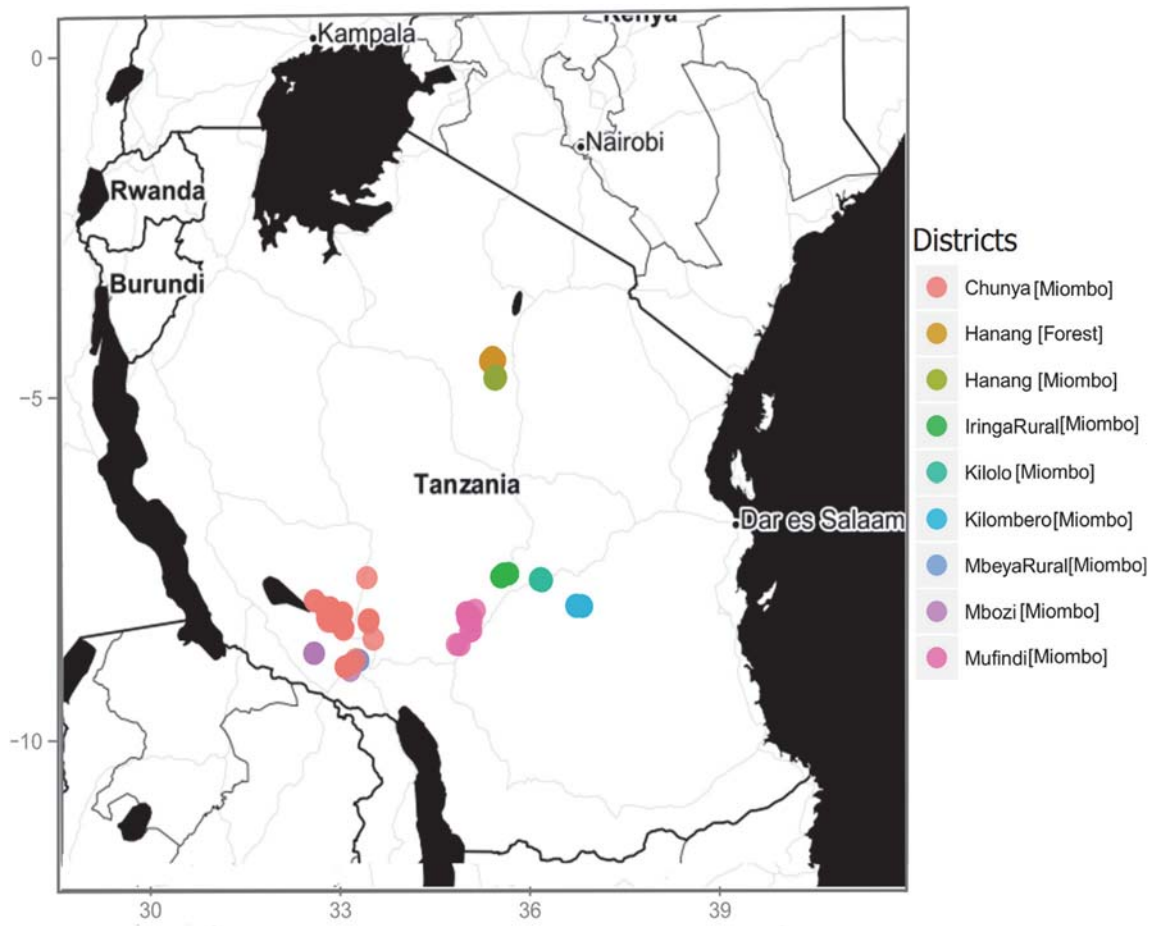 Kenya
Kampala
0
Nairobi
Rwanda
Burundi
−5
Tanzania
Dar es Salaam
−10
30
33
36
39
Districts
Chunya [Miombo]
Hanang [Forest]
Hanang [Miombo]
IringaRural[Miombo]
Kilolo [Miombo]
Kilombero[Miombo]
MbeyaRural[Miombo]
Mbozi [Miombo]
Mufindi[Miombo]